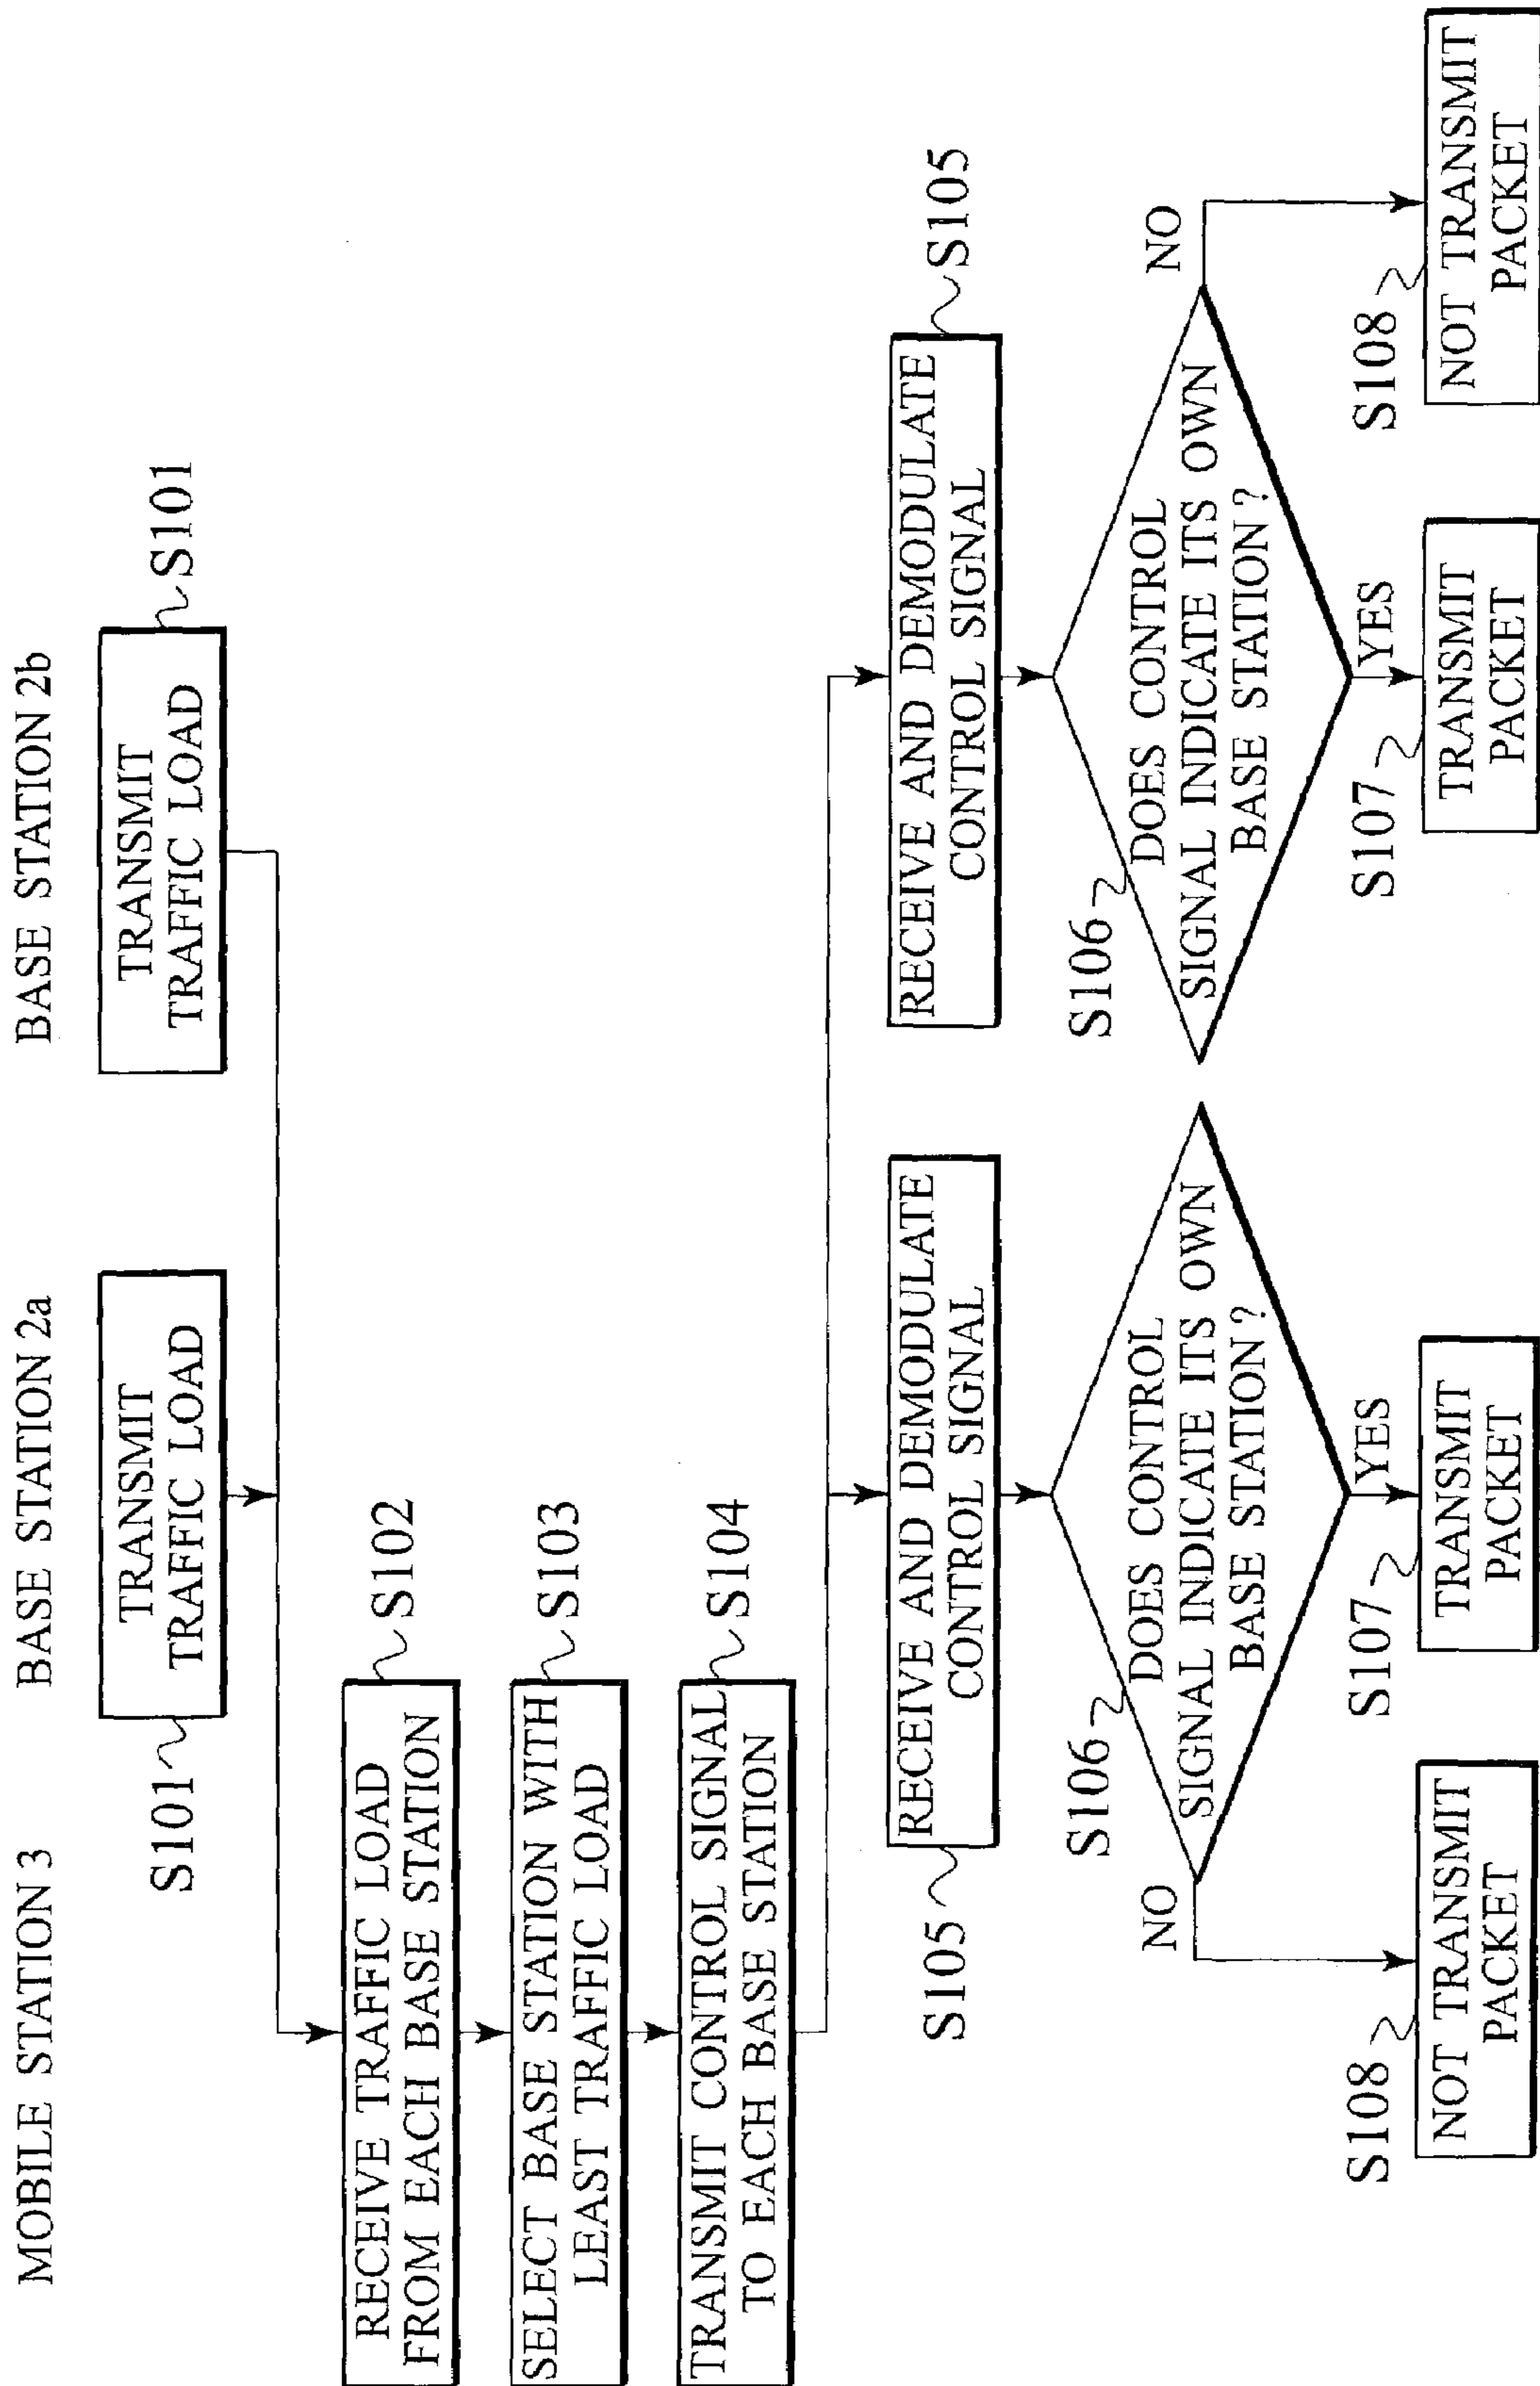 MOBILE STATION 3
BASE STATION 2a
BASE STATION 2b
S101
TRANSMIT
TRAFFIC LOAD
TRANSMIT
TRAFFIC LOAD
S101
RECEIVE TRAFFIC LOAD
FROM EACH BASE STATION
S102
SELECT BASE STATION WITH
LEAST TRAFFIC LOAD
S103
TRANSMIT CONTROL SIGNAL
TO EACH BASE STATION
S104
S105
RECEIVE AND DEMODULATE
CONTROL SIGNAL
RECEIVE AND DEMODULATE
CONTROL SIGNAL
S105
S106
DOES CONTROL
SIGNAL INDICATE ITS OWN
BASE STATION ?
NO
YES
S106
DOES CONTROL
SIGNAL INDICATE ITS OWN
BASE STATION ?
NO
YES
S108
NOT TRANSMIT
PACKET
S107
TRANSMIT
PACKET
S107
TRANSMIT
PACKET
S108
NOT TRANSMIT
PACKET